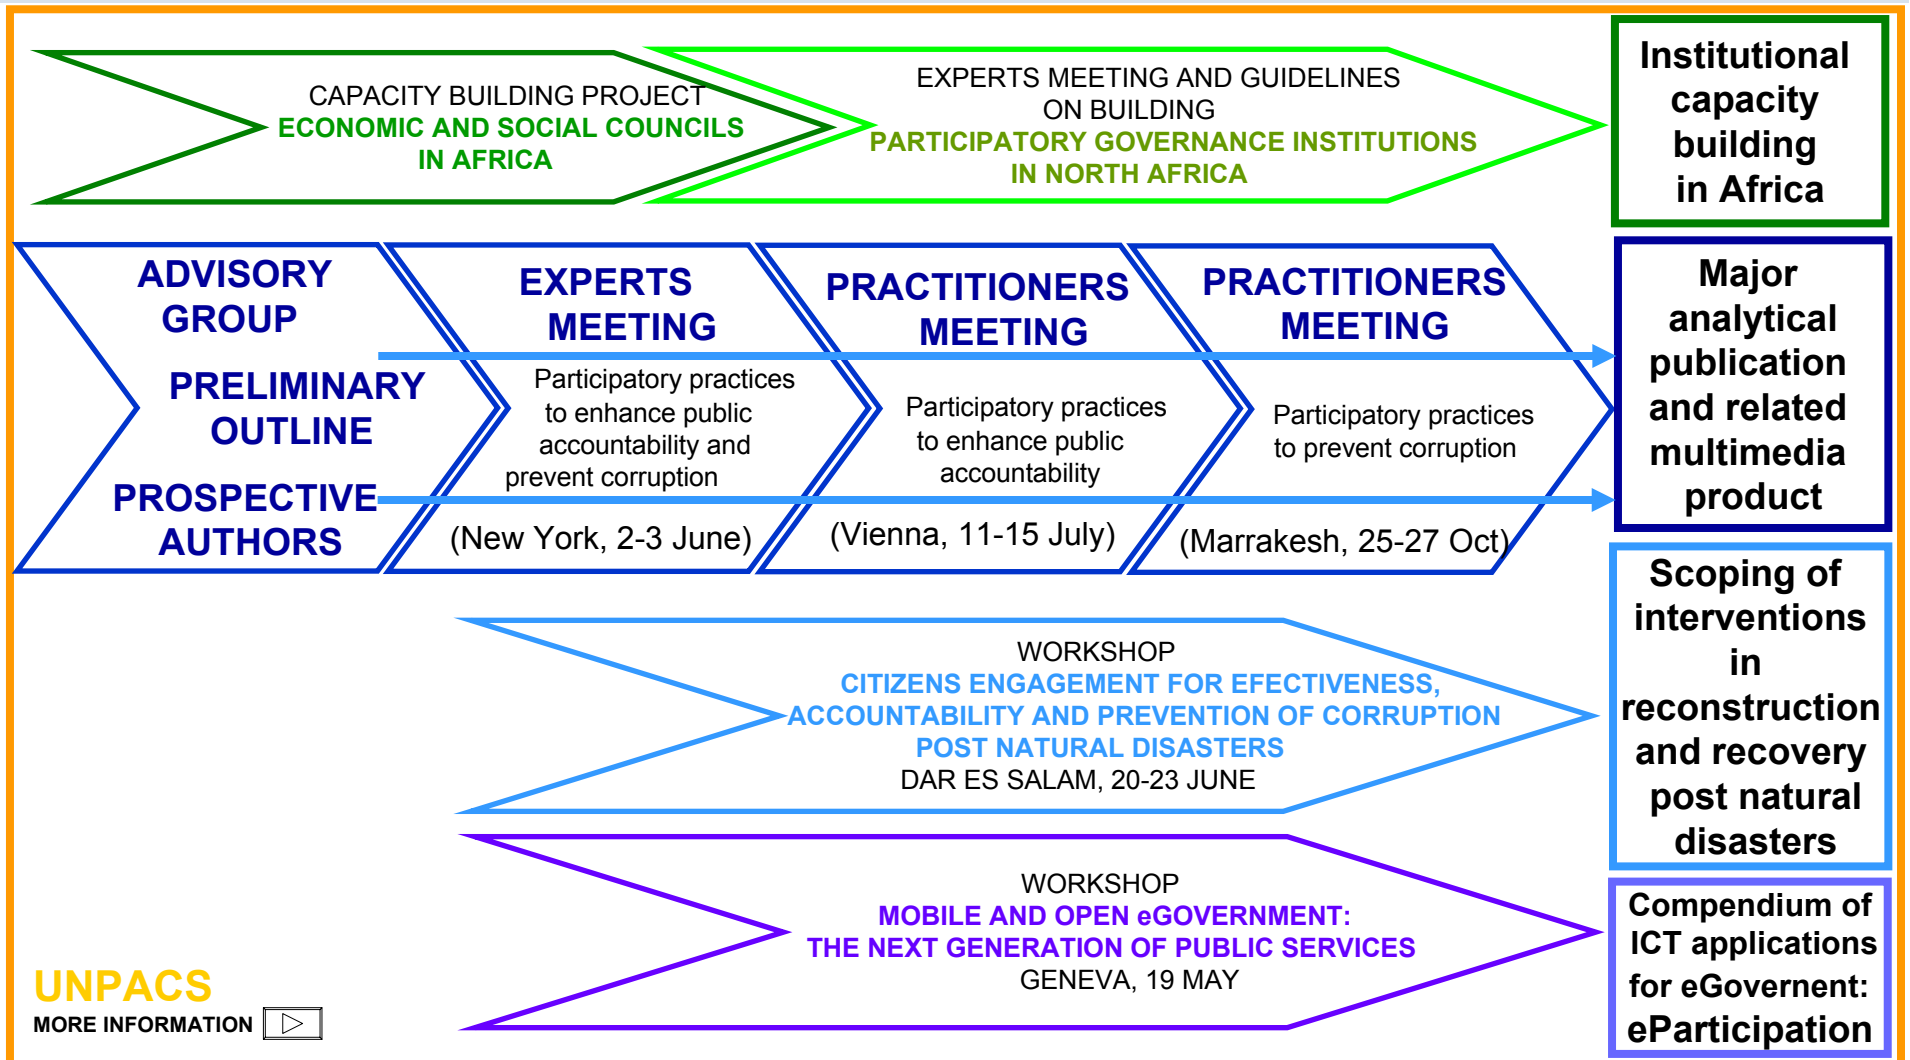 CAPACITY BUILDING PROJECT
ECONOMIC AND SOCIAL COUNCILS
IN AFRICA
EXPERTS MEETING AND GUIDELINES
ON BUILDING
PARTICIPATORY GOVERNANCE INSTITUTIONS
IN NORTH AFRICA
Institutional
capacity
building
in Africa
ADVISORY
GROUP
PRELIMINARY
OUTLINE
PROSPECTIVE
AUTHORS
EXPERTS
MEETING
Participatory practices
to enhance public
accountability and
prevent corruption
(New York, 2-3 June)
PRACTITIONERS
MEETING
Participatory practices
to enhance public
accountability
(Vienna, 11-15 July)
PRACTITIONERS
MEETING
Participatory practices
to prevent corruption
(Marrakesh, 25-27 Oct)
Major
analytical
publication
and related
multimedia
product
WORKSHOP
CITIZENS ENGAGEMENT FOR EFECTIVENESS,
ACCOUNTABILITY AND PREVENTION OF CORRUPTION
POST NATURAL DISASTERS
DAR ES SALAM, 20-23 JUNE
Scoping of
interventions
in
reconstruction
and recovery
post natural
disasters
WORKSHOP
MOBILE AND OPEN eGOVERNMENT:
THE NEXT GENERATION OF PUBLIC SERVICES
GENEVA, 19 MAY
Compendium of
ICT applications
for eGovernent:
eParticipation
UNPACS
MORE INFORMATION